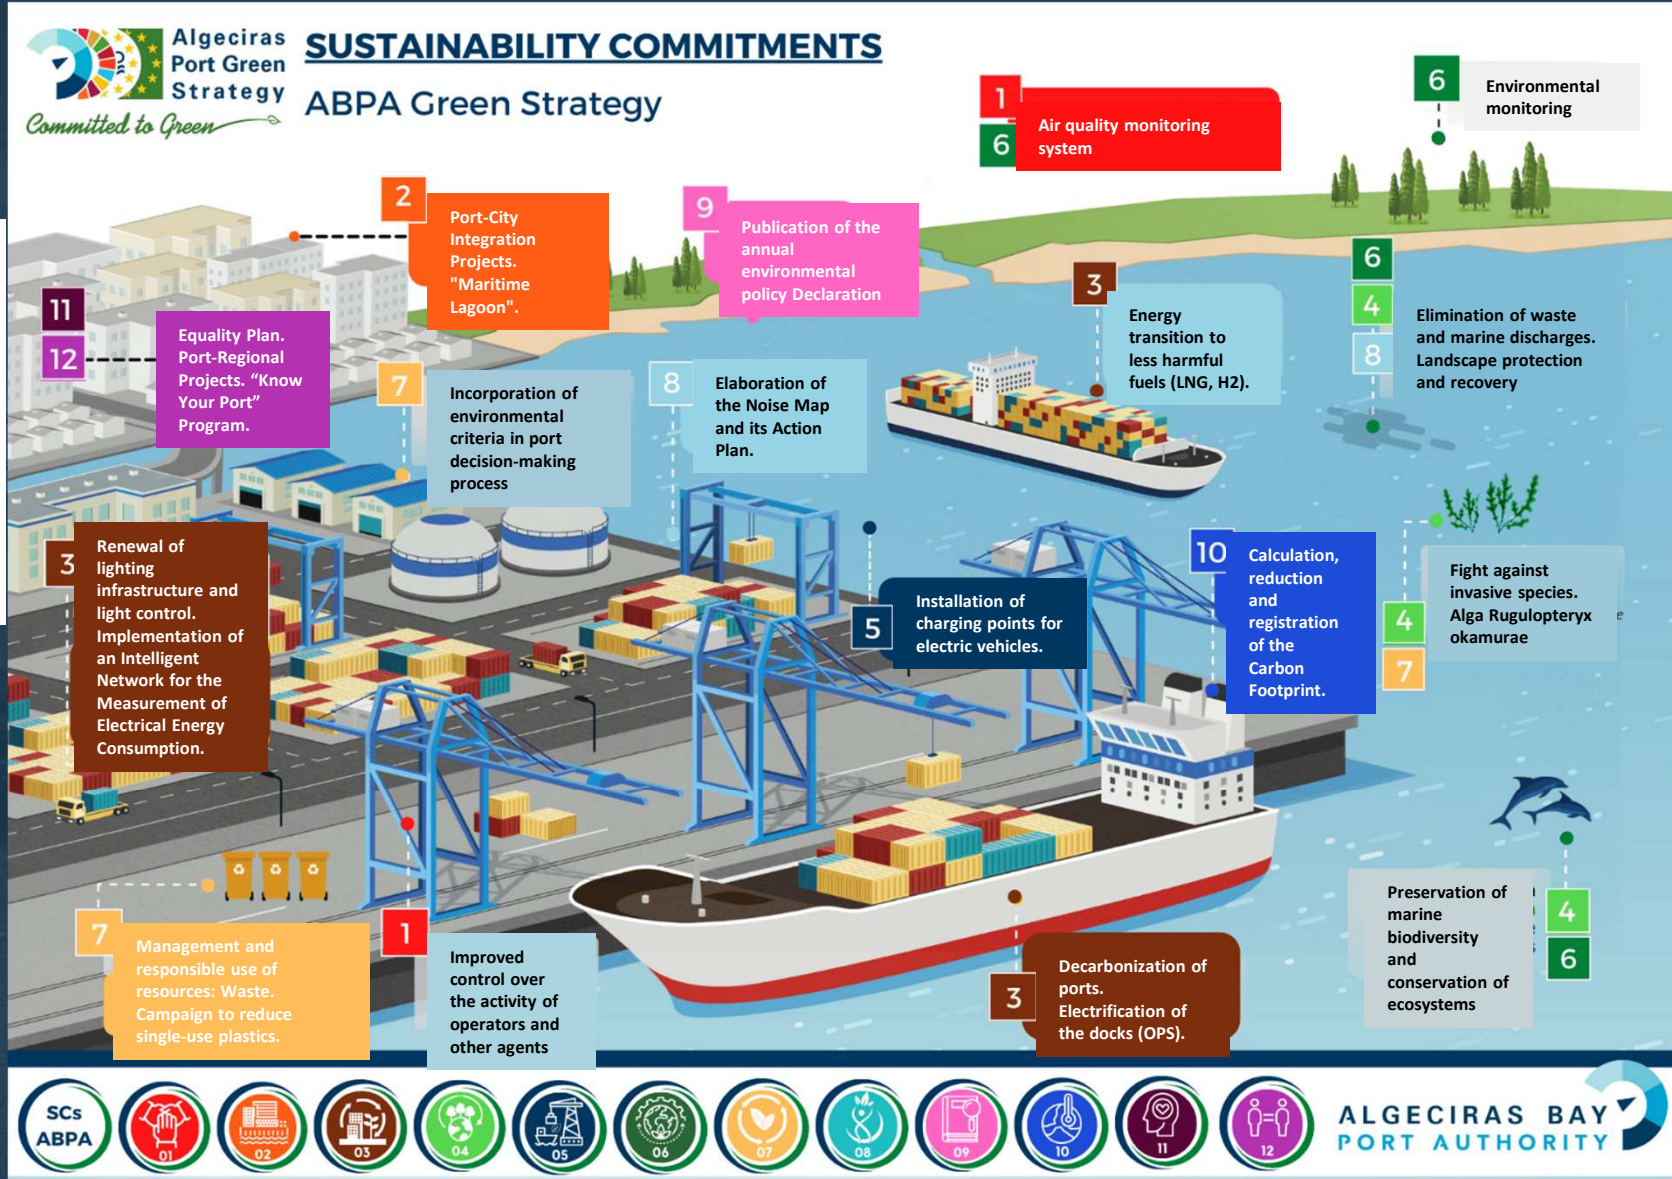 Algeciras
Port Green
Strategy
Committed to Green
SUSTAINABILITY COMMITMENTS
ABPA Green Strategy
1
6
Air quality monitoring
system
6
Environmental
monitoring
2
Port-City
Integration
Projects.
"Maritime
Lagoon".
9
Publication of the
annual
environmental
policy Declaration
11
12
Equality Plan.
Port-Regional
Projects. “Know
Your Port”
Program.
7
Incorporation of
environmental
criteria in port
decision-making
process
8
Elaboration of
the Noise Map
and its Action
Plan.
3
Energy
transition to
less harmful
fuels (LNG, H2).
6
4
8
Elimination of waste
and marine discharges.
Landscape protection
and recovery
3
Renewal of
lighting
infrastructure and
light control.
Implementation of
an Intelligent
Network for the
Measurement of
Electrical Energy
Consumption.
5
Installation of
charging points for
electric vehicles.
10
Calculation,
reduction
and
registration
of the
Carbon
Footprint.
4
7
Fight against
invasive species.
Alga Rugulopteryx
okamurae
7
Management and
responsible use of
resources: Waste.
Campaign to reduce
single-use plastics.
1
Improved
control over
the activity of
operators and
other agents
3
Decarbonization of
ports.
Electrification of
the docks (OPS).
Preservation of
marine
biodiversity
and
conservation of
ecosystems
4
6
SCs
ABPA
01
02
03
04
05
06
07
08
09
10
11
12
ALGECIRAS BAY
PORT AUTHORITY